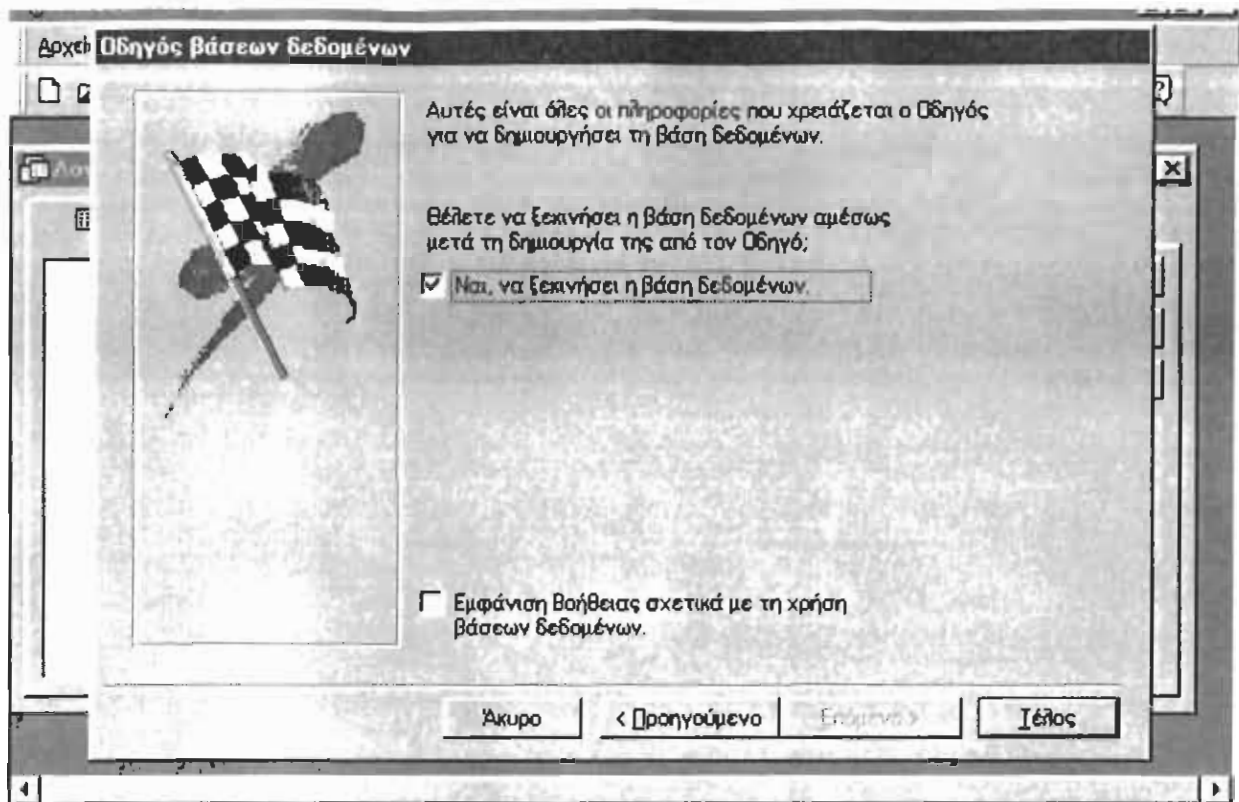 Οδηγός βάσεων δεδομένων
Αυτές είναι όλες οι πληροφορίες που χρειάζεται ο Οδηγός
για να δημιουργήσει τη βάση δεδομένων.
Θέλετε να ξεκινήσει η βάση δεδομένων αμέσως
μετά τη δημιουργία της από τον Οδηγό;
Ναι, να ξεκινήσει η βάση δεδομένων.
Εμφάνιση Βοήθειας σχετικά με τη χρήση
βάσεων δεδομένων.
Άκυρο
< Προηγούμενο
Επόμενο >
Τέλος